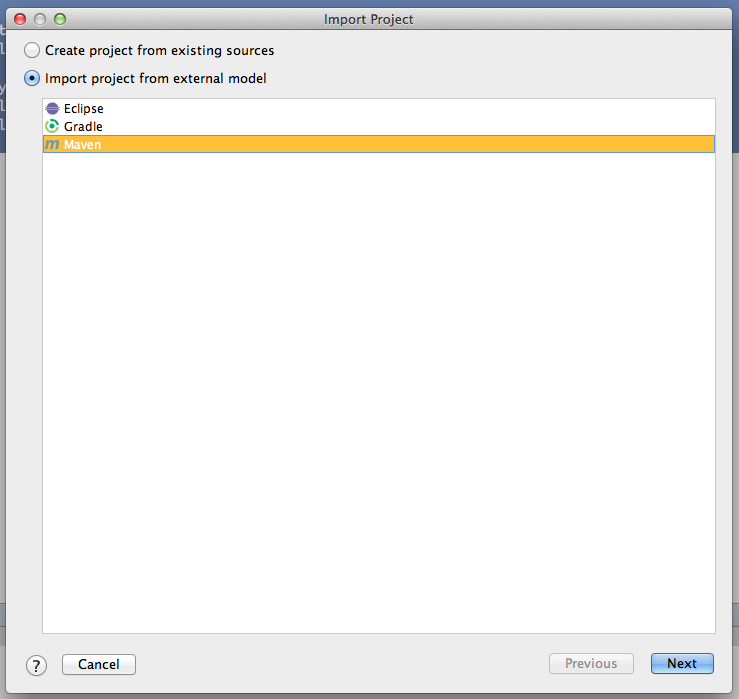 Import Project
Create project from existing sources
Import project from external model
Eclipse
Gradle
m Maven
? Cancel Previous Next